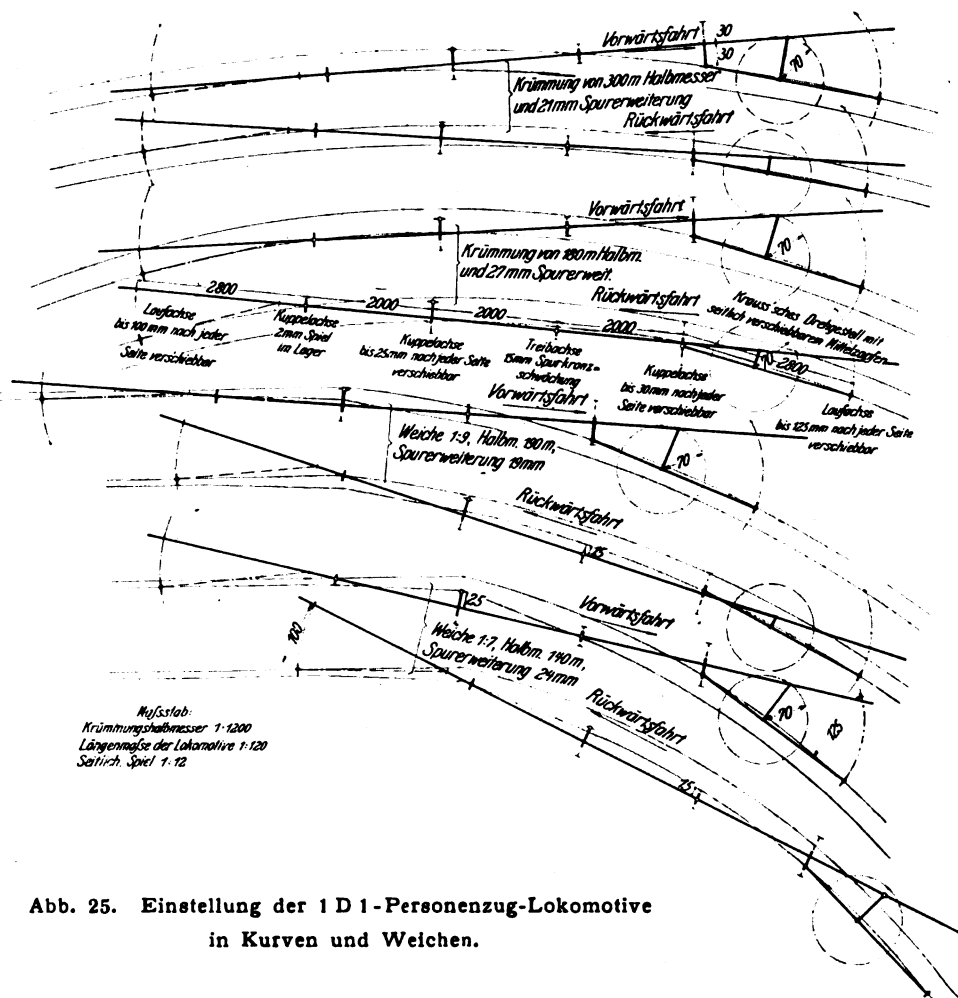 Vorwärtsfahrt
30
30
70
Krümmung von 300 m Halbmesser
und 21 mm Spurerweiterung
Rückwärtsfahrt
Vorwärtsfahrt
70
Krümmung von 180 m Halbm.
und 27 mm Spurerweit.
Rückwärtsfahrt
Krauss'sches Drehgestell mit
seitlich verschiebbarem Mittelzapfen
2800
2000
2000
2000
70
2800
Laufachse
bis 100 mm nach jeder
Seite verschiebbar
Kuppelachse
2 mm Spiel
im Lager
Kuppelachse
bis 25 mm nach jeder Seite
verschiebbar
Treibachse
15 mm Spurkranz=
schwächung
Kuppelachse
bis 30 mm nach jeder
Seite verschiebbar
Laufachse
bis 125 mm nach jeder Seite
verschiebbar
Vorwärtsfahrt
Weiche 1:9, Halbm. 190 m,
Spurerweiterung 19 mm
70
Rückwärtsfahrt
15
25
Vorwärtsfahrt
Weiche 1:7, Halbm. 140 m,
Spurerweiterung 24 mm
100
70
Rückwärtsfahrt
15
Maßstab:
Krümmungshalbmesser 1:1200
Längenmaße der Lokomotive 1:120
Seitlich. Spiel 1:12
Abb. 25. Einstellung der 1 D 1-Personenzug-Lokomotive
in Kurven und Weichen.